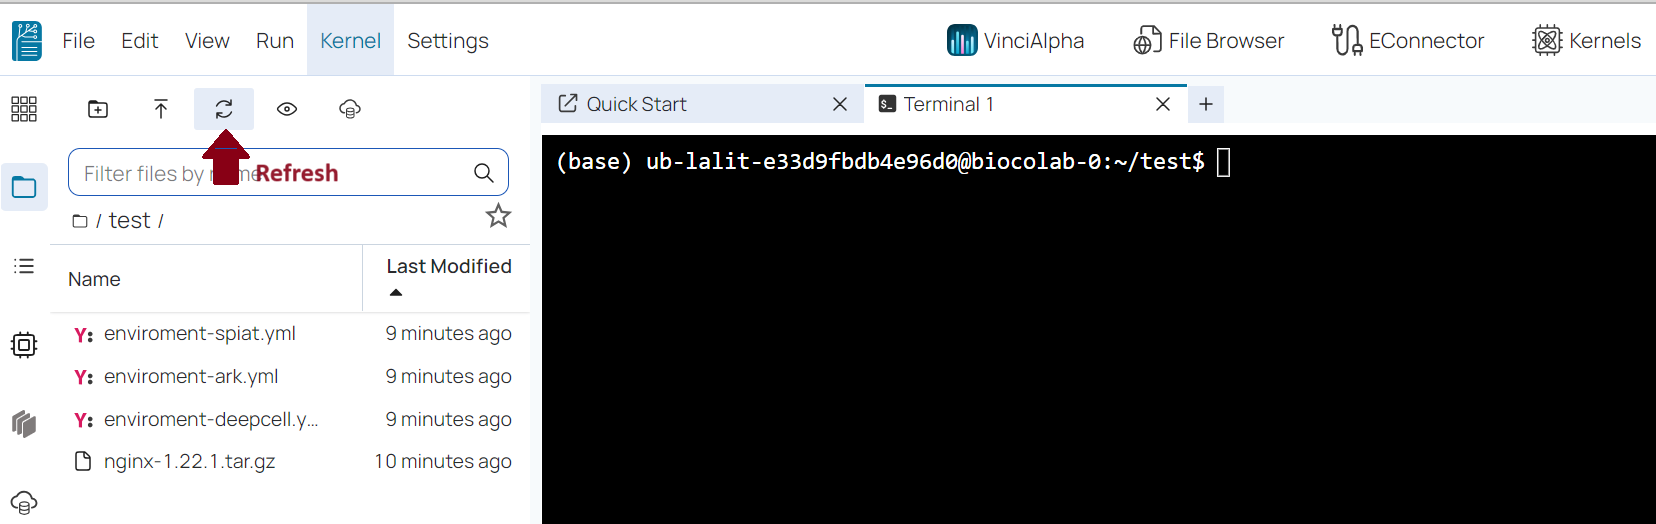 File Edit View Run Kernel Settings VinciAlpha File Browser EConnector Kernels
Quick Start
Terminal 1
(base) ub-lalit-e33d9fbdb4e96d0@biocolab-0:~/test$
Filter files by name
Refresh
/ test /
Name Last Modified
enviroment-spiat.yml 9 minutes ago
enviroment-ark.yml 9 minutes ago
enviroment-deepcell.y... 9 minutes ago
nginx-1.22.1.tar.gz 10 minutes ago